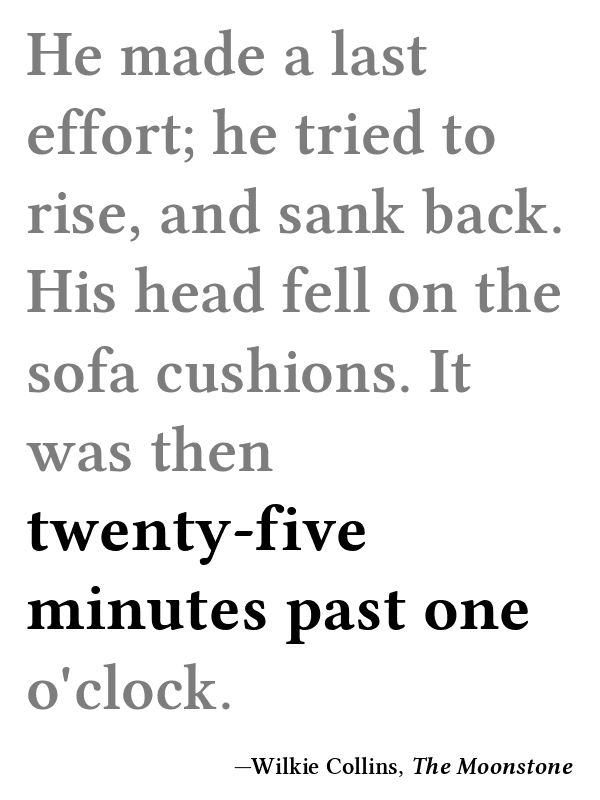 He made a last
effort; he tried to
rise, and sank back.
His head fell on the
sofa cushions. It
was then
twenty-five
minutes past one
o'clock.
—Wilkie Collins, The Moonstone